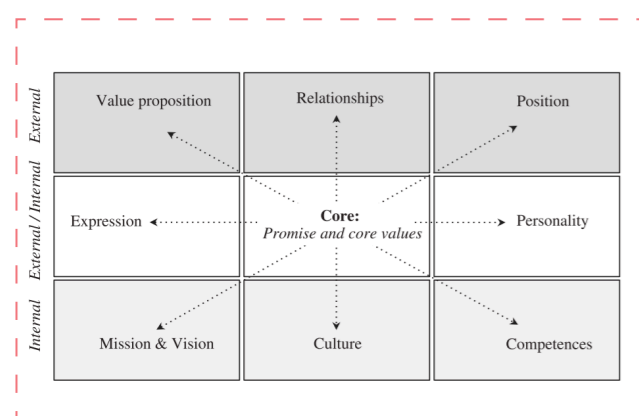 External
Value proposition
Relationships
Position
External / Internal
Expression
Core:
Promise and core values
Personality
Internal
Mission & Vision
Culture
Competences